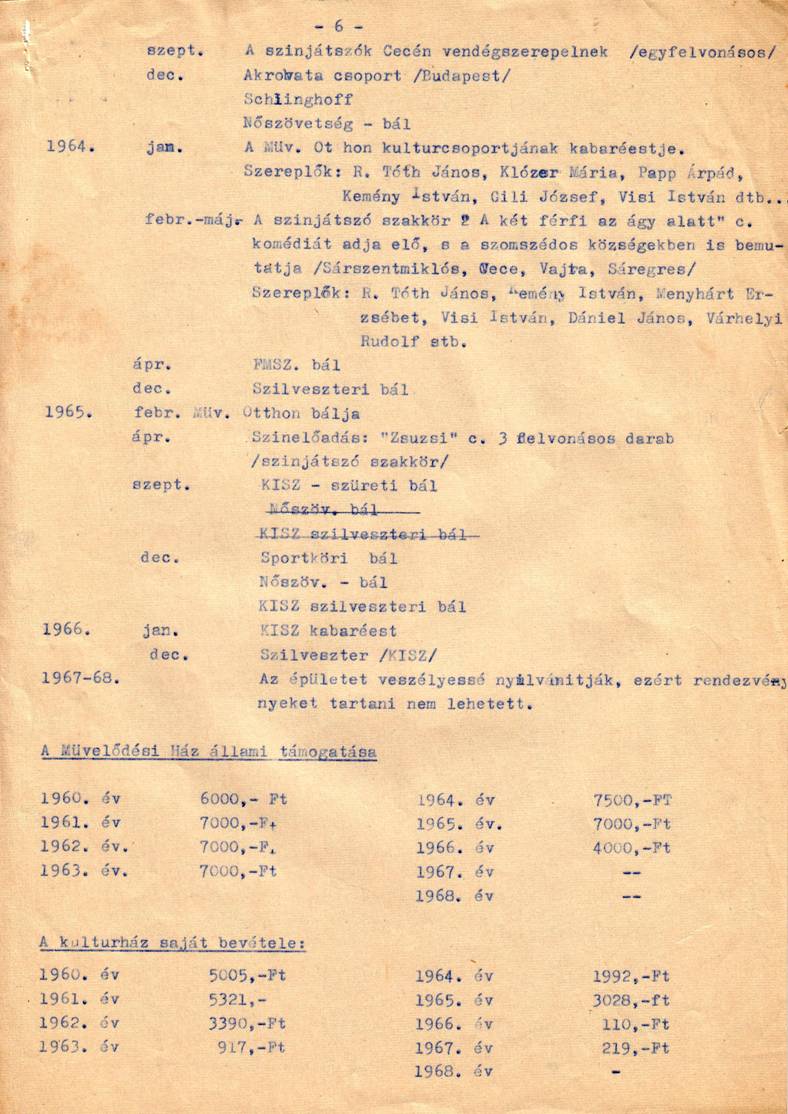 - 6 -
szept. A szinjátszók Cecén vendégszerepelnek /egyfelvonásos/
dec. Akrobata csoport /Budapest/
Schlinghoff
Nőszövetség - bál
1964. jan. A Müv. Ot hon kulturcsoportjának kabaréestje.
Szereplők: R. Tóth János, Klózer Mária, Papp Árpád,
Kemény István, Gili József, Visi István dtb...
febr.-máj. A szinjátszó szakkör " A két férfi az ágy alatt" c.
komédiát adja elő, s a szomszédos községekben is bemu-
tatja /Sárszentmiklós, Cece, Vajta, Sáregres/
Szereplők: R. Tóth János, Kemény István, Menyhárt Er-
zsébet, Visi István, Dániel János, Várhelyi
Rudolf stb.
ápr. FMSZ. bál
dec. Szilveszteri bál
1965. febr. Müv. Otthon bálja
ápr. Szinelőadás: "Zsuzsi" c. 3 felvonásos darab
/szinjátszó szakkör/
szept. KISZ - szüreti bál
Nőszöv. bál
KISZ szilveszteri bál
dec. Sportköri bál
Nőszöv. - bál
KISZ szilveszteri bál
1966. jan. KISZ kabaréest
dec. Szilveszter /KISZ/
1967-68. Az épületet veszélyessé nyilvánitják, ezért rendezvény
nyeket tartani nem lehetett.
A Müvelődési Ház állami támogatása
1960. év 6000,- Ft 1964. év 7500,-FT
1961. év 7000,-F+ 1965. év. 7000,-Ft
1962. év. 7000,-F. 1966. év 4000,-Ft
1963. év. 7000,-Ft 1967. év --
1968. év --
A kulturház saját bevétele:
1960. év 5005,-Ft 1964. év 1992,-Ft
1961. év 5321,- 1965. év 3028,-ft
1962. év 3390,-Ft 1966. év 110,-Ft
1963. év 917,-Ft 1967. év 219,-Ft
1968. év -